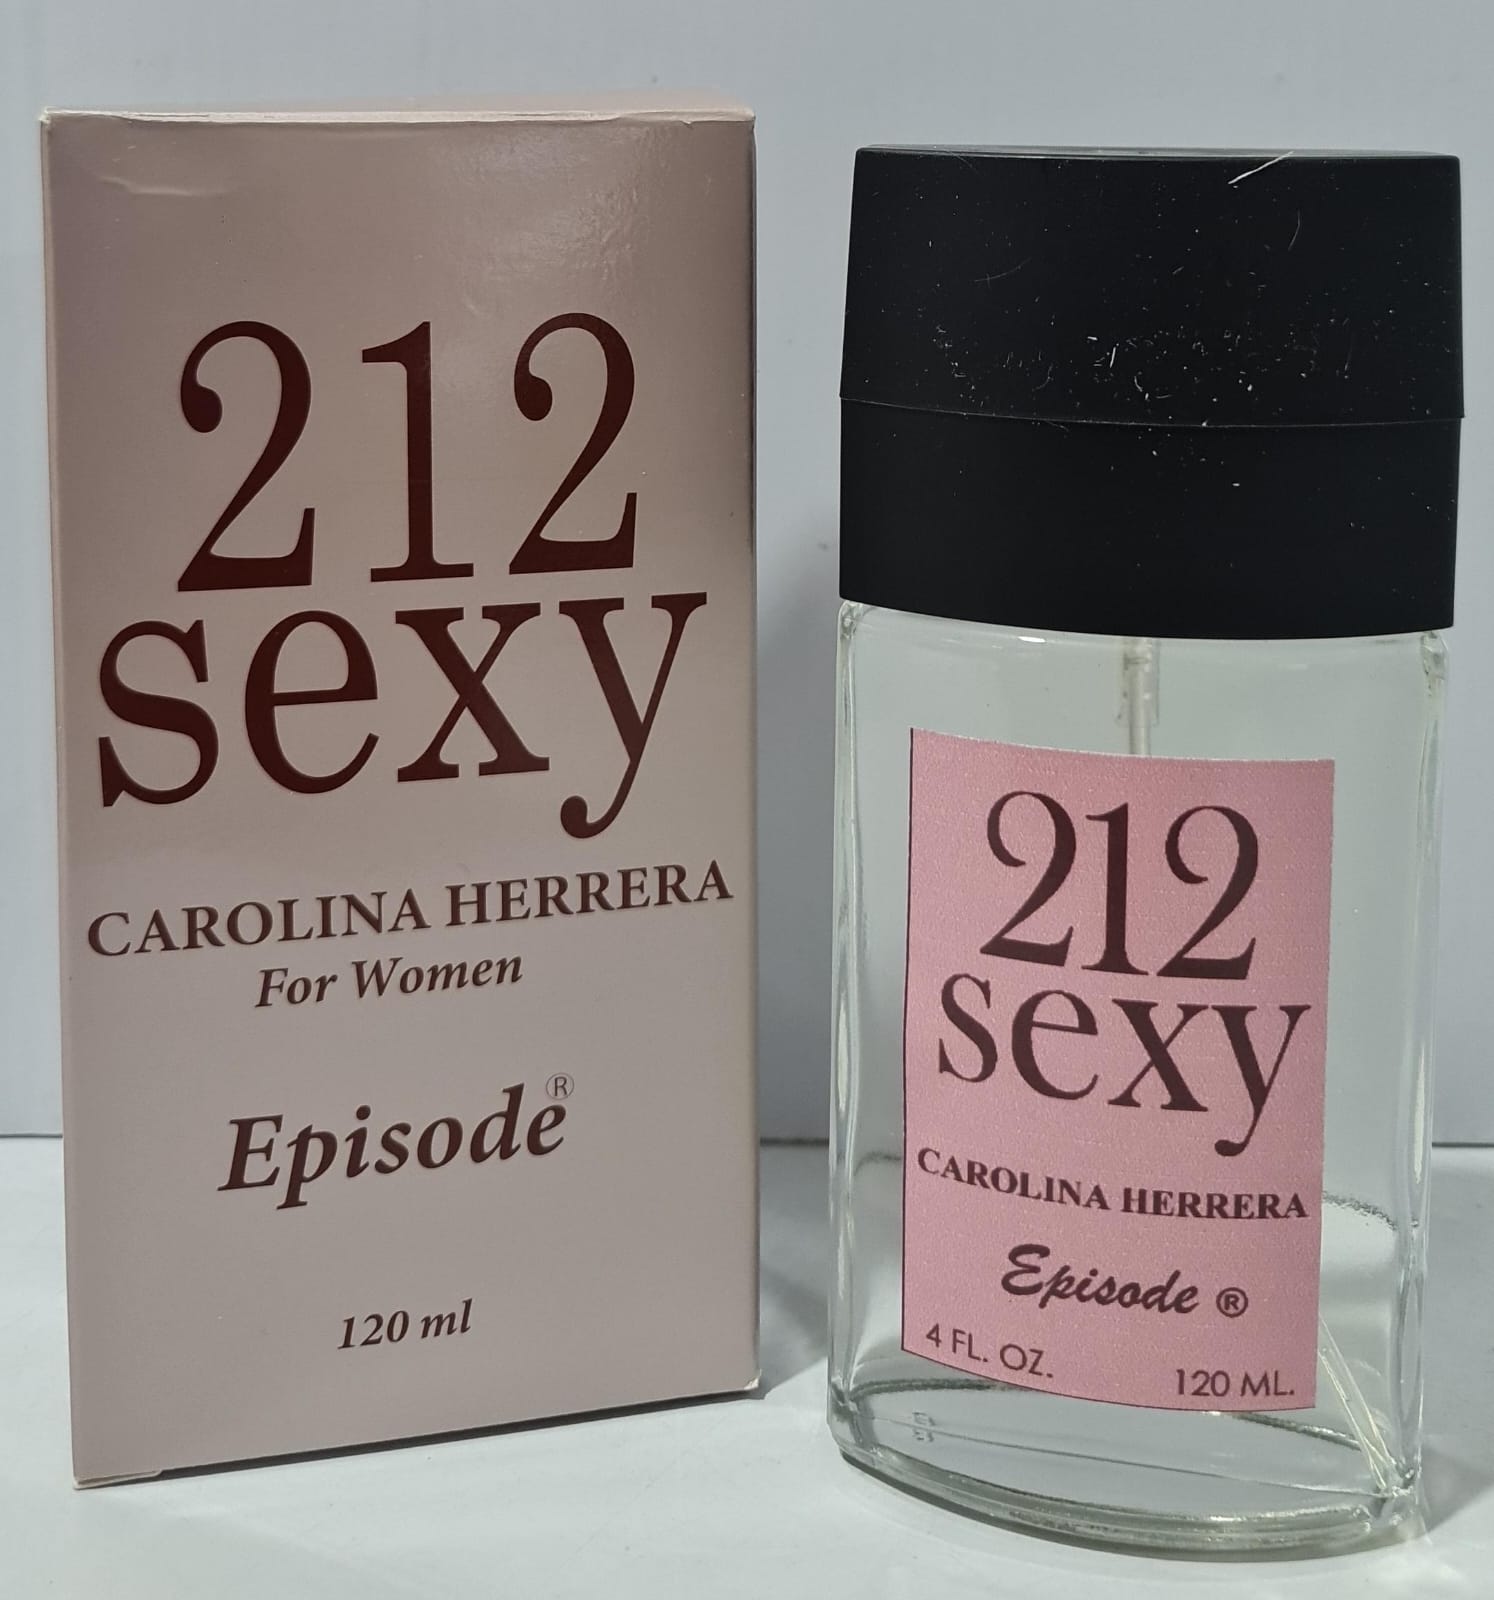 212
sexy
CAROLINA HERRERA
For Women
Episode®
120 ml
212
sexy
CAROLINA HERRERA
Episode ®
4 FL. OZ. 120 ML.